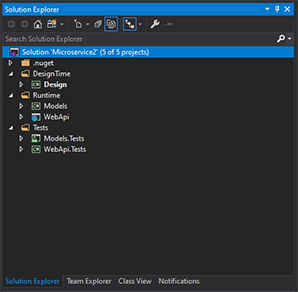 Solution Explorer
Search Solution Explorer
Solution 'Microservice2' (5 of 5 projects)
.nuget
DesignTime
C# Design
Runtime
C# Models
WebApi
Tests
Models.Tests
C# WebApi.Tests
Solution Explorer Team Explorer Class View Notifications